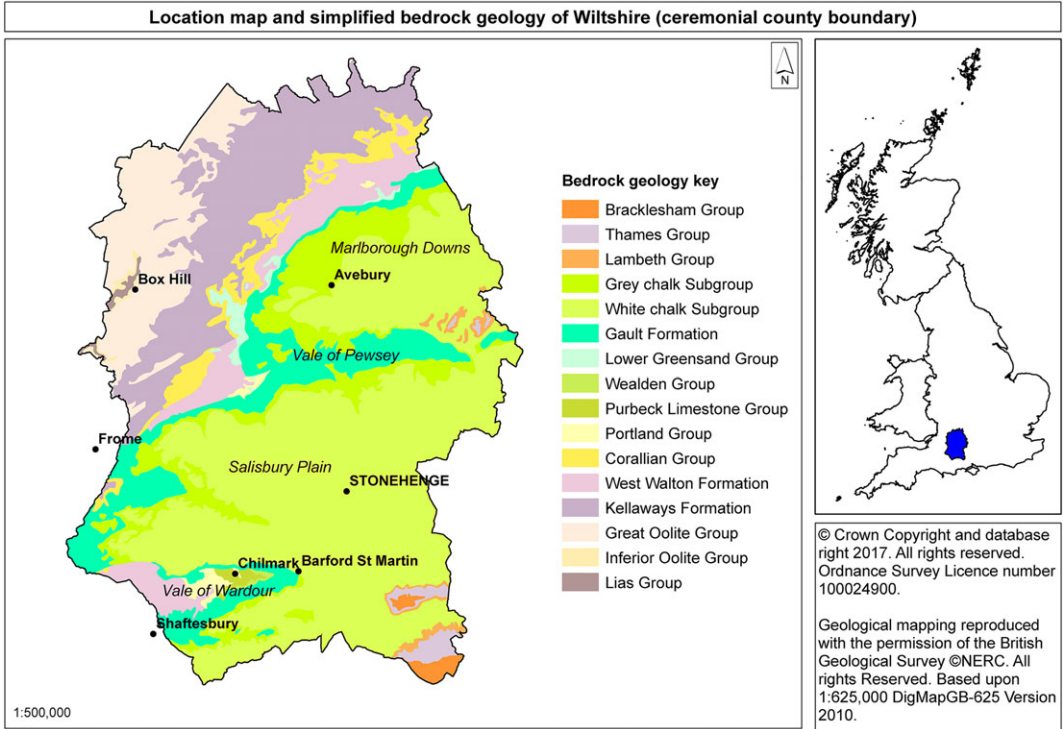 Location map and simplified bedrock geology of Wiltshire (ceremonial county boundary)
N
Marlborough Downs
Avebury
Box Hill
Vale of Pewsey
Frome
Salisbury Plain
STONEHENGE
Chilmark
Barford St Martin
Vale of Wardour
Shaftesbury
1:500,000
Bedrock geology key
Bracklesham Group
Thames Group
Lambeth Group
Grey chalk Subgroup
White chalk Subgroup
Gault Formation
Lower Greensand Group
Wealden Group
Purbeck Limestone Group
Portland Group
Corallian Group
West Walton Formation
Kellaways Formation
Great Oolite Group
Inferior Oolite Group
Lias Group
© Crown Copyright and database
right 2017. All rights reserved.
Ordnance Survey Licence number
100024900.
Geological mapping reproduced
with the permission of the British
Geological Survey ©NERC. All
rights Reserved. Based upon
1:625,000 DigMapGB-625 Version
2010.